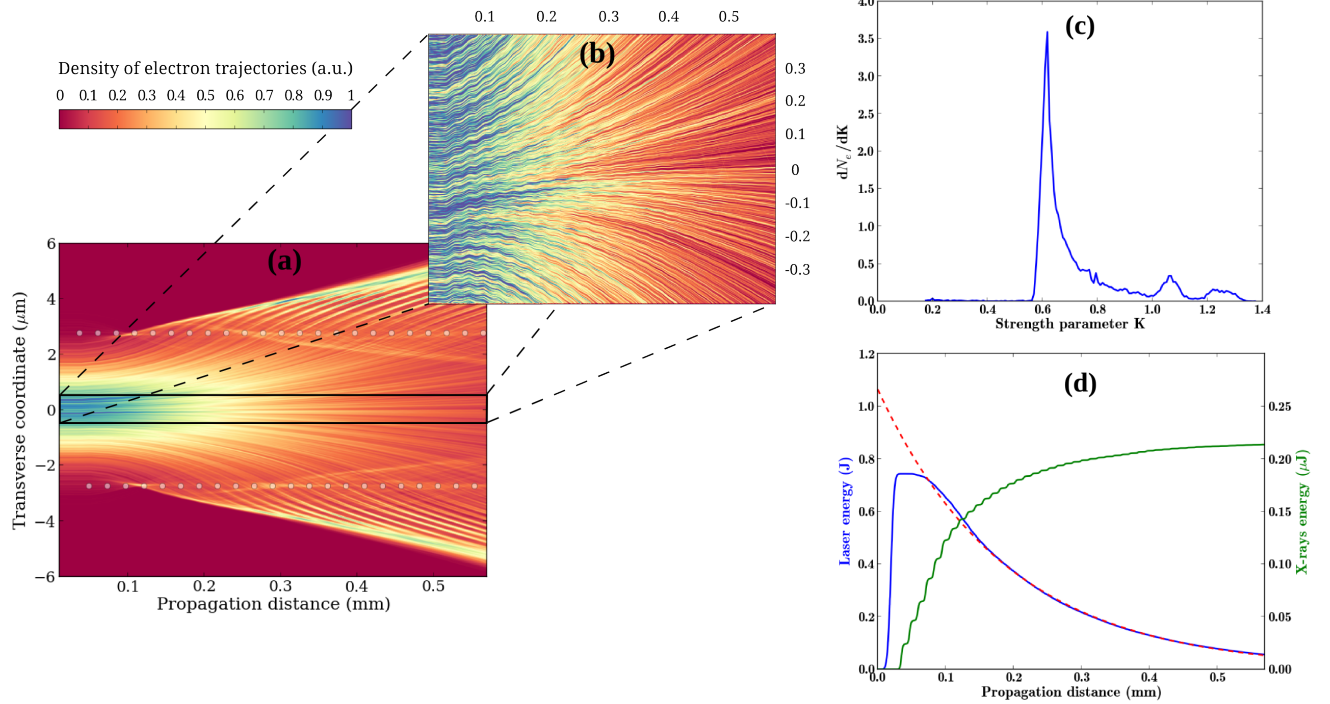 Density of electron trajectories (a.u.)
0 0.1 0.2 0.3 0.4 0.5 0.6 0.7 0.8 0.9 1
(a)
6
4
2
0
−2
−4
−6
Transverse coordinate (μm)
0.1 0.2 0.3 0.4 0.5
Propagation distance (mm)
0.1 0.2 0.3 0.4 0.5
(b)
0.3
0.2
0.1
0
-0.1
-0.2
-0.3
(c)
4.0
3.5
3.0
2.5
2.0
1.5
1.0
0.5
0.0
dNe/dK
0.2 0.4 0.6 0.8 1.0 1.2 1.4
Strength parameter K
(d)
1.2
1.0
0.8
0.6
0.4
0.2
0.0
Laser energy (J)
0.25
0.20
0.15
0.10
0.05
0.00
X-rays energy (μJ)
0.0 0.1 0.2 0.3 0.4 0.5
Propagation distance (mm)